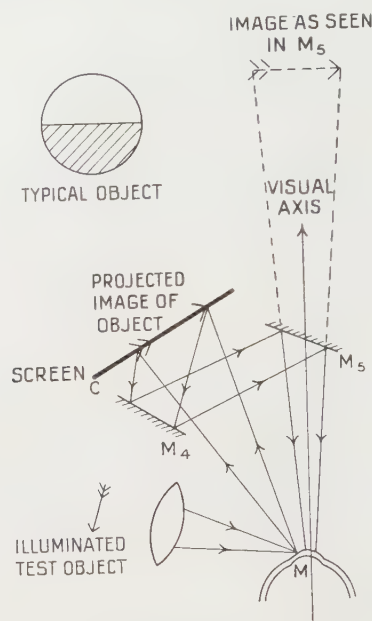 IMAGE AS SEEN
IN M5
TYPICAL OBJECT
VISUAL
AXIS
PROJECTED
IMAGE OF
OBJECT
SCREEN
C
M5
M4
ILLUMINATED
TEST OBJECT
M